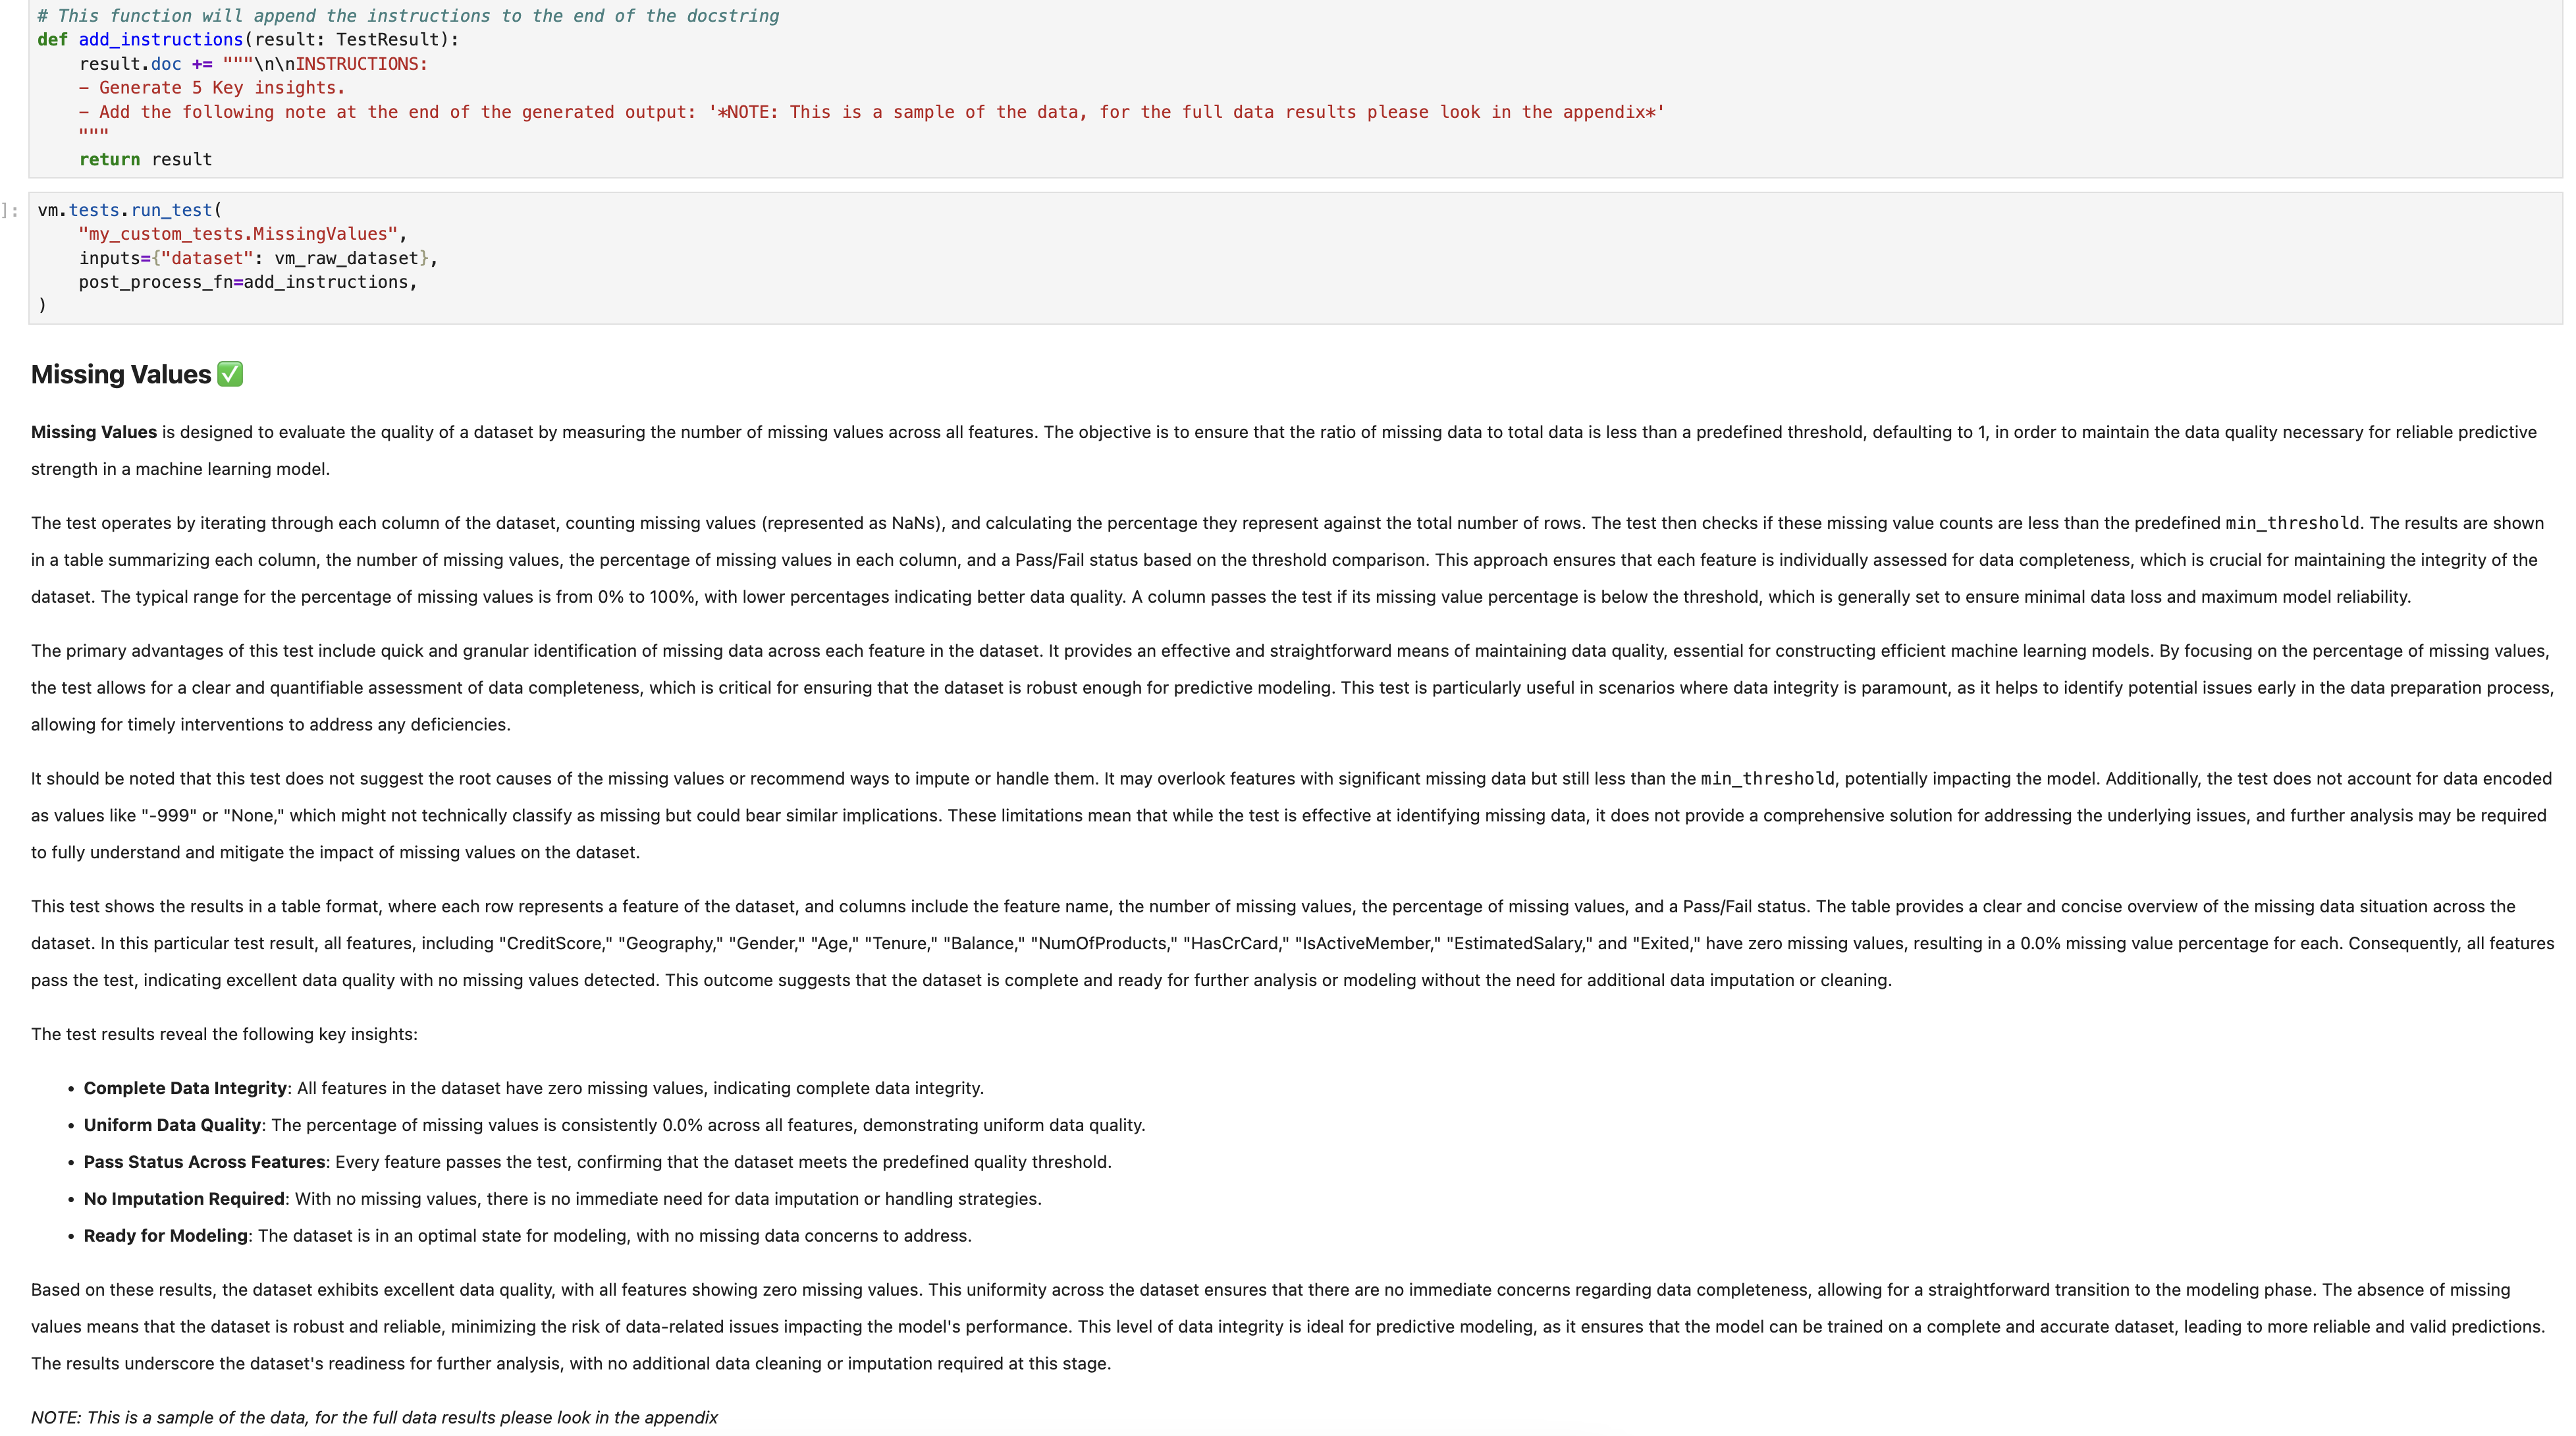 # This function will append the instructions to the end of the docstring
def add_instructions(result: TestResult):
    result.doc += """\n\nINSTRUCTIONS:
    - Generate 5 Key insights.
    - Add the following note at the end of the generated output: '*NOTE: This is a sample of the data, for the full data results please look in the appendix*'
    """
    return result
]:
vm.tests.run_test(
    "my_custom_tests.MissingValues",
    inputs={"dataset": vm_raw_dataset},
    post_process_fn=add_instructions,
)
Missing Values ✅
Missing Values is designed to evaluate the quality of a dataset by measuring the number of missing values across all features. The objective is to ensure that the ratio of missing data to total data is less than a predefined threshold, defaulting to 1, in order to maintain the data quality necessary for reliable predictive
strength in a machine learning model.
The test operates by iterating through each column of the dataset, counting missing values (represented as NaNs), and calculating the percentage they represent against the total number of rows. The test then checks if these missing value counts are less than the predefined min_threshold. The results are shown
in a table summarizing each column, the number of missing values, the percentage of missing values in each column, and a Pass/Fail status based on the threshold comparison. This approach ensures that each feature is individually assessed for data completeness, which is crucial for maintaining the integrity of the
dataset. The typical range for the percentage of missing values is from 0% to 100%, with lower percentages indicating better data quality. A column passes the test if its missing value percentage is below the threshold, which is generally set to ensure minimal data loss and maximum model reliability.
The primary advantages of this test include quick and granular identification of missing data across each feature in the dataset. It provides an effective and straightforward means of maintaining data quality, essential for constructing efficient machine learning models. By focusing on the percentage of missing values,
the test allows for a clear and quantifiable assessment of data completeness, which is critical for ensuring that the dataset is robust enough for predictive modeling. This test is particularly useful in scenarios where data integrity is paramount, as it helps to identify potential issues early in the data preparation process,
allowing for timely interventions to address any deficiencies.
It should be noted that this test does not suggest the root causes of the missing values or recommend ways to impute or handle them. It may overlook features with significant missing data but still less than the min_threshold, potentially impacting the model. Additionally, the test does not account for data encoded
as values like "-999" or "None," which might not technically classify as missing but could bear similar implications. These limitations mean that while the test is effective at identifying missing data, it does not provide a comprehensive solution for addressing the underlying issues, and further analysis may be required
to fully understand and mitigate the impact of missing values on the dataset.
This test shows the results in a table format, where each row represents a feature of the dataset, and columns include the feature name, the number of missing values, the percentage of missing values, and a Pass/Fail status. The table provides a clear and concise overview of the missing data situation across the
dataset. In this particular test result, all features, including "CreditScore," "Geography," "Gender," "Age," "Tenure," "Balance," "NumOfProducts," "HasCrCard," "IsActiveMember," "EstimatedSalary," and "Exited," have zero missing values, resulting in a 0.0% missing value percentage for each. Consequently, all features
pass the test, indicating excellent data quality with no missing values detected. This outcome suggests that the dataset is complete and ready for further analysis or modeling without the need for additional data imputation or cleaning.
The test results reveal the following key insights:
• Complete Data Integrity: All features in the dataset have zero missing values, indicating complete data integrity.
• Uniform Data Quality: The percentage of missing values is consistently 0.0% across all features, demonstrating uniform data quality.
• Pass Status Across Features: Every feature passes the test, confirming that the dataset meets the predefined quality threshold.
• No Imputation Required: With no missing values, there is no immediate need for data imputation or handling strategies.
• Ready for Modeling: The dataset is in an optimal state for modeling, with no missing data concerns to address.
Based on these results, the dataset exhibits excellent data quality, with all features showing zero missing values. This uniformity across the dataset ensures that there are no immediate concerns regarding data completeness, allowing for a straightforward transition to the modeling phase. The absence of missing
values means that the dataset is robust and reliable, minimizing the risk of data-related issues impacting the model's performance. This level of data integrity is ideal for predictive modeling, as it ensures that the model can be trained on a complete and accurate dataset, leading to more reliable and valid predictions.
The results underscore the dataset's readiness for further analysis, with no additional data cleaning or imputation required at this stage.
NOTE: This is a sample of the data, for the full data results please look in the appendix